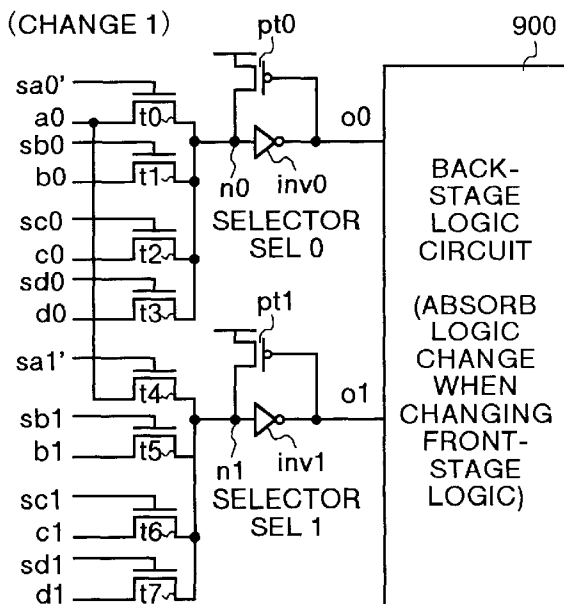 (CHANGE 1)
pt0
900
sa0'
a0
t0
o0
sb0
b0
t1
n0
inv0
SELECTOR
SEL 0
sc0
c0
t2
sd0
d0
t3
pt1
sa1'
t4
o1
sb1
b1
t5
n1
inv1
SELECTOR
SEL 1
sc1
c1
t6
sd1
d1
t7
BACK-
STAGE
LOGIC
CIRCUIT
(ABSORB
LOGIC
CHANGE
WHEN
CHANGING
FRONT-
STAGE
LOGIC)